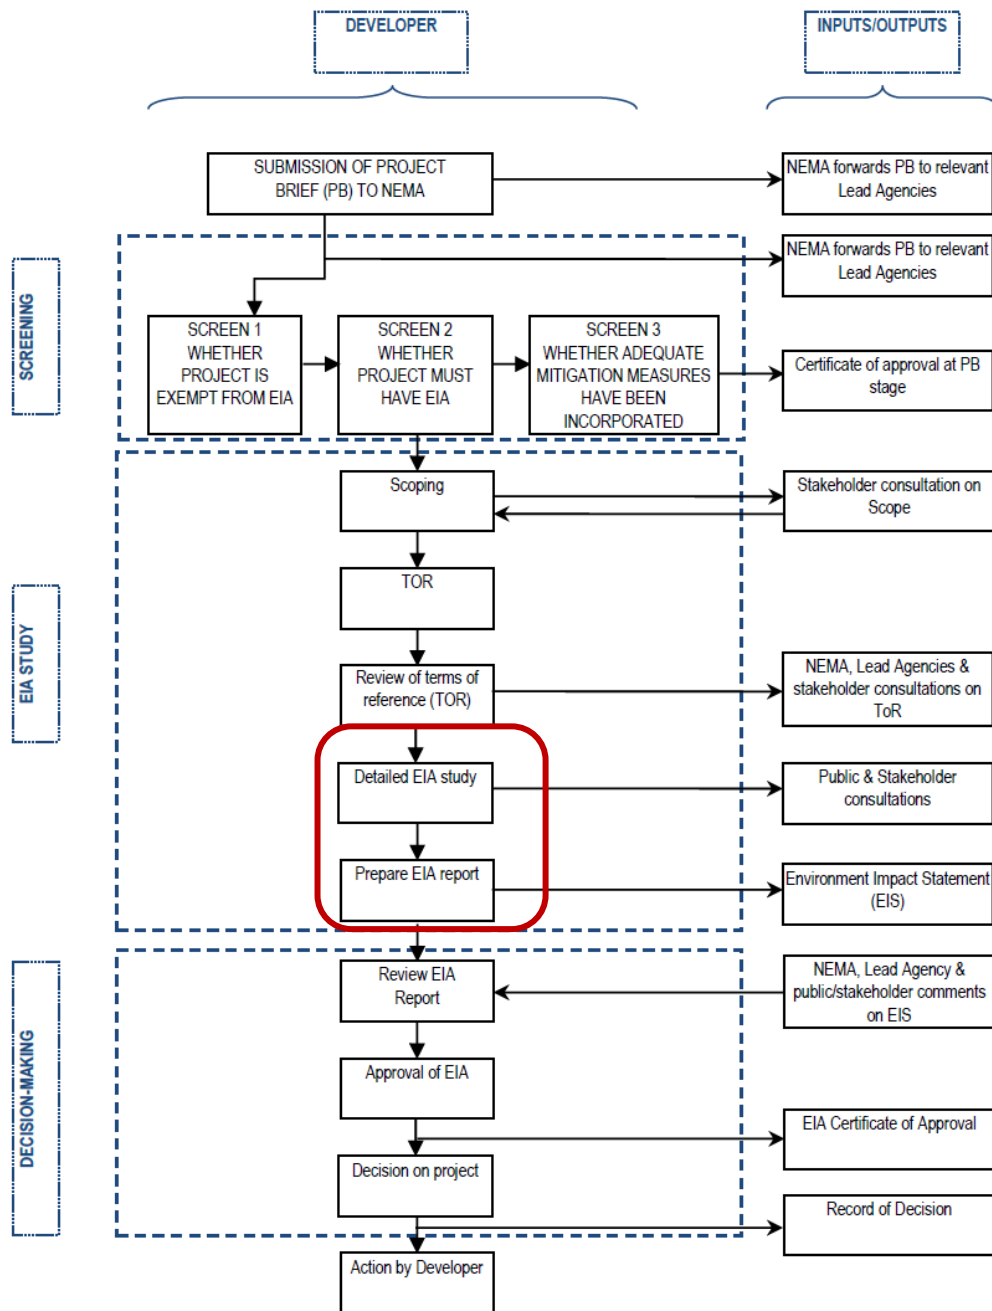 DEVELOPER
INPUTS/OUTPUTS
SUBMISSION OF PROJECT
BRIEF (PB) TO NEMA
NEMA forwards PB to relevant
Lead Agencies
NEMA forwards PB to relevant
Lead Agencies
SCREENING
SCREEN 1
WHETHER
PROJECT IS
EXEMPT FROM EIA
SCREEN 2
WHETHER
PROJECT MUST
HAVE EIA
SCREEN 3
WHETHER ADEQUATE
MITIGATION MEASURES
HAVE BEEN
INCORPORATED
Certificate of approval at PB
stage
EIA STUDY
Scoping
Stakeholder consultation on
Scope
TOR
Review of terms of
reference (TOR)
NEMA, Lead Agencies &
stakeholder consultations on
ToR
Detailed EIA study
Public & Stakeholder
consultations
Prepare EIA report
Environment Impact Statement
(EIS)
DECISION-MAKING
Review EIA
Report
NEMA, Lead Agency &
public/stakeholder comments
on EIS
Approval of EIA
EIA Certificate of Approval
Decision on project
Record of Decision
Action by Developer